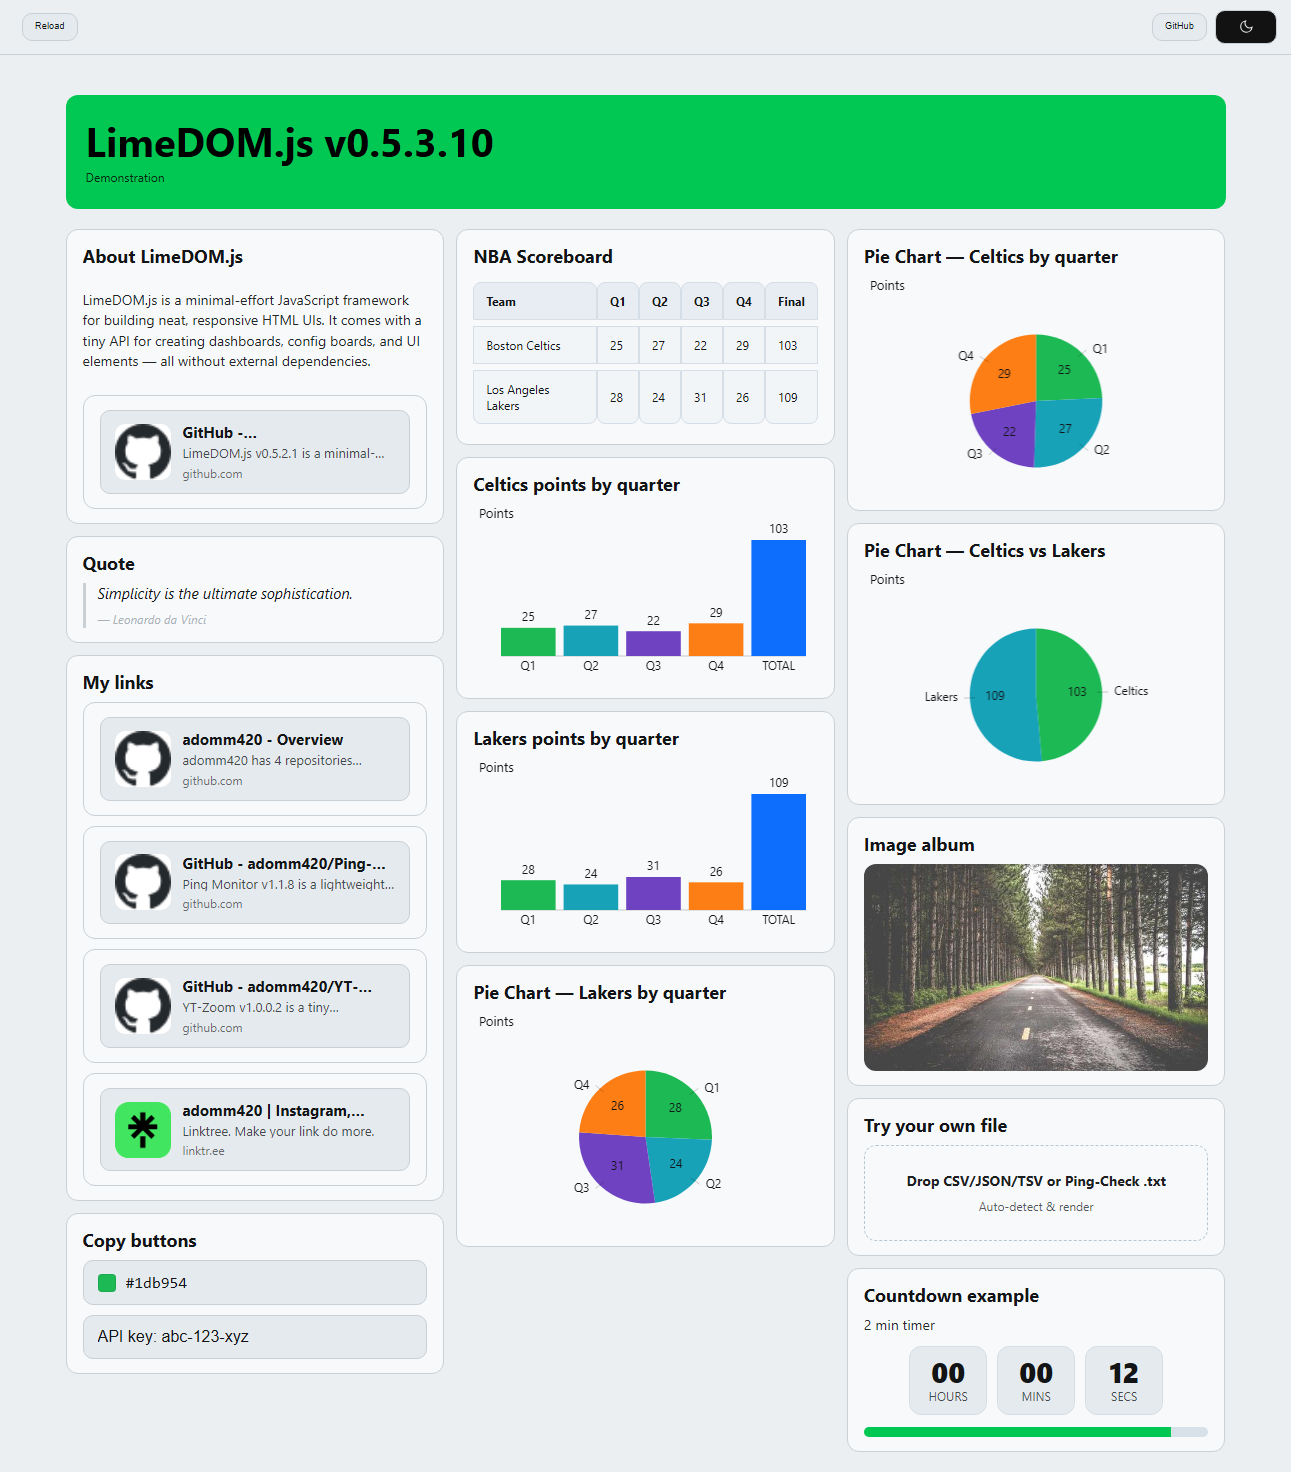 Reload
GitHub
LimeDOM.js v0.5.3.10
Demonstration
About LimeDOM.js
LimeDOM.js is a minimal-effort JavaScript framework
for building neat, responsive HTML UIs. It comes with a
tiny API for creating dashboards, config boards, and UI
elements — all without external dependencies.
GitHub -...
LimeDOM.js v0.5.2.1 is a minimal-...
github.com
Quote
Simplicity is the ultimate sophistication.
— Leonardo da Vinci
My links
adomm420 - Overview
adomm420 has 4 repositories...
github.com
GitHub - adomm420/Ping-...
Ping Monitor v1.1.8 is a lightweight...
github.com
GitHub - adomm420/YT-...
YT-Zoom v1.0.0.2 is a tiny...
github.com
adomm420 | Instagram,...
Linktree. Make your link do more.
linktr.ee
Copy buttons
#1db954
API key: abc-123-xyz
NBA Scoreboard
Team Q1 Q2 Q3 Q4 Final
Boston Celtics 25 27 22 29 103
Los Angeles
Lakers 28 24 31 26 109
Celtics points by quarter
Points
103
25 27 22 29
Q1 Q2 Q3 Q4 TOTAL
Lakers points by quarter
Points
109
28 24 31 26
Q1 Q2 Q3 Q4 TOTAL
Pie Chart — Lakers by quarter
Points
Q4 Q1
26 28
31 24
Q3 Q2
Pie Chart — Celtics by quarter
Points
Q4 Q1
29 25
22 27
Q3 Q2
Pie Chart — Celtics vs Lakers
Points
Lakers 109 103 Celtics
Image album
Try your own file
Drop CSV/JSON/TSV or Ping-Check .txt
Auto-detect & render
Countdown example
2 min timer
00 00 12
HOURS MINS SECS